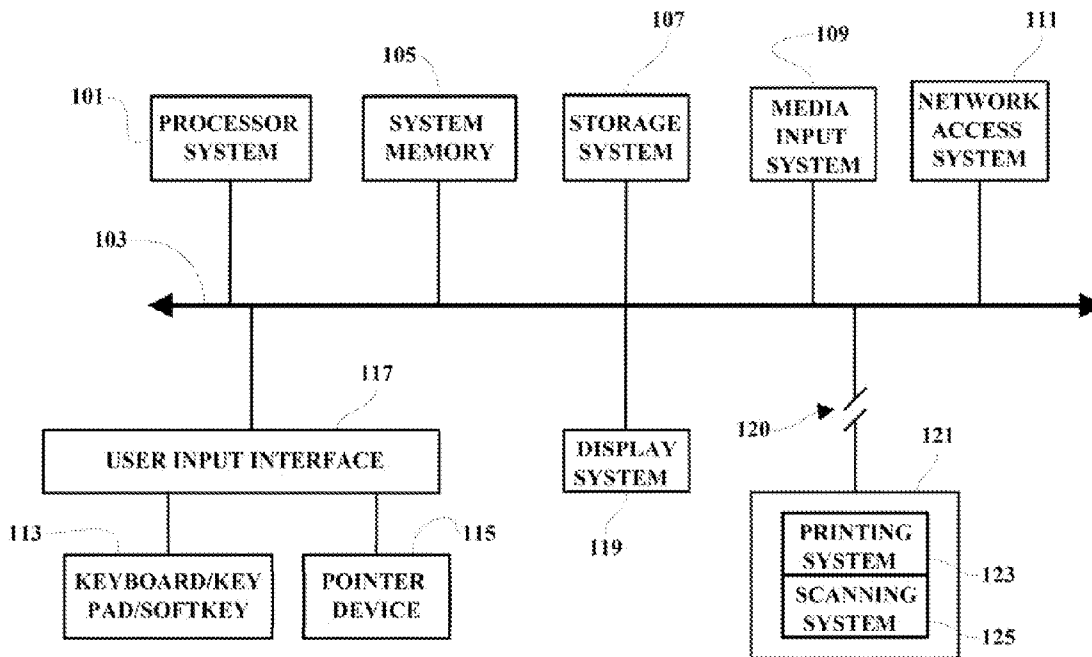 107
109
111
105
101
PROCESSOR
SYSTEM
SYSTEM
MEMORY
STORAGE
SYSTEM
MEDIA
INPUT
SYSTEM
NETWORK
ACCESS
SYSTEM
103
117
120
121
USER INPUT INTERFACE
DISPLAY
SYSTEM
119
113
115
KEYBOARD/KEY
PAD/SOFTKEY
POINTER
DEVICE
PRINTING
SYSTEM
123
SCANNING
SYSTEM
125